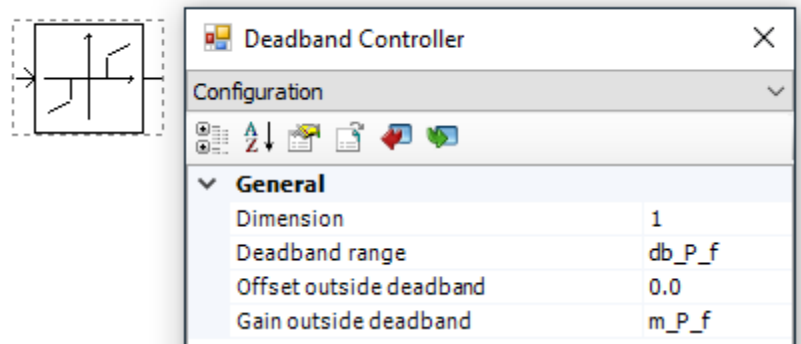 Deadband Controller
Configuration
General
Dimension 1
Deadband range db_P_f
Offset outside deadband 0.0
Gain outside deadband m_P_f